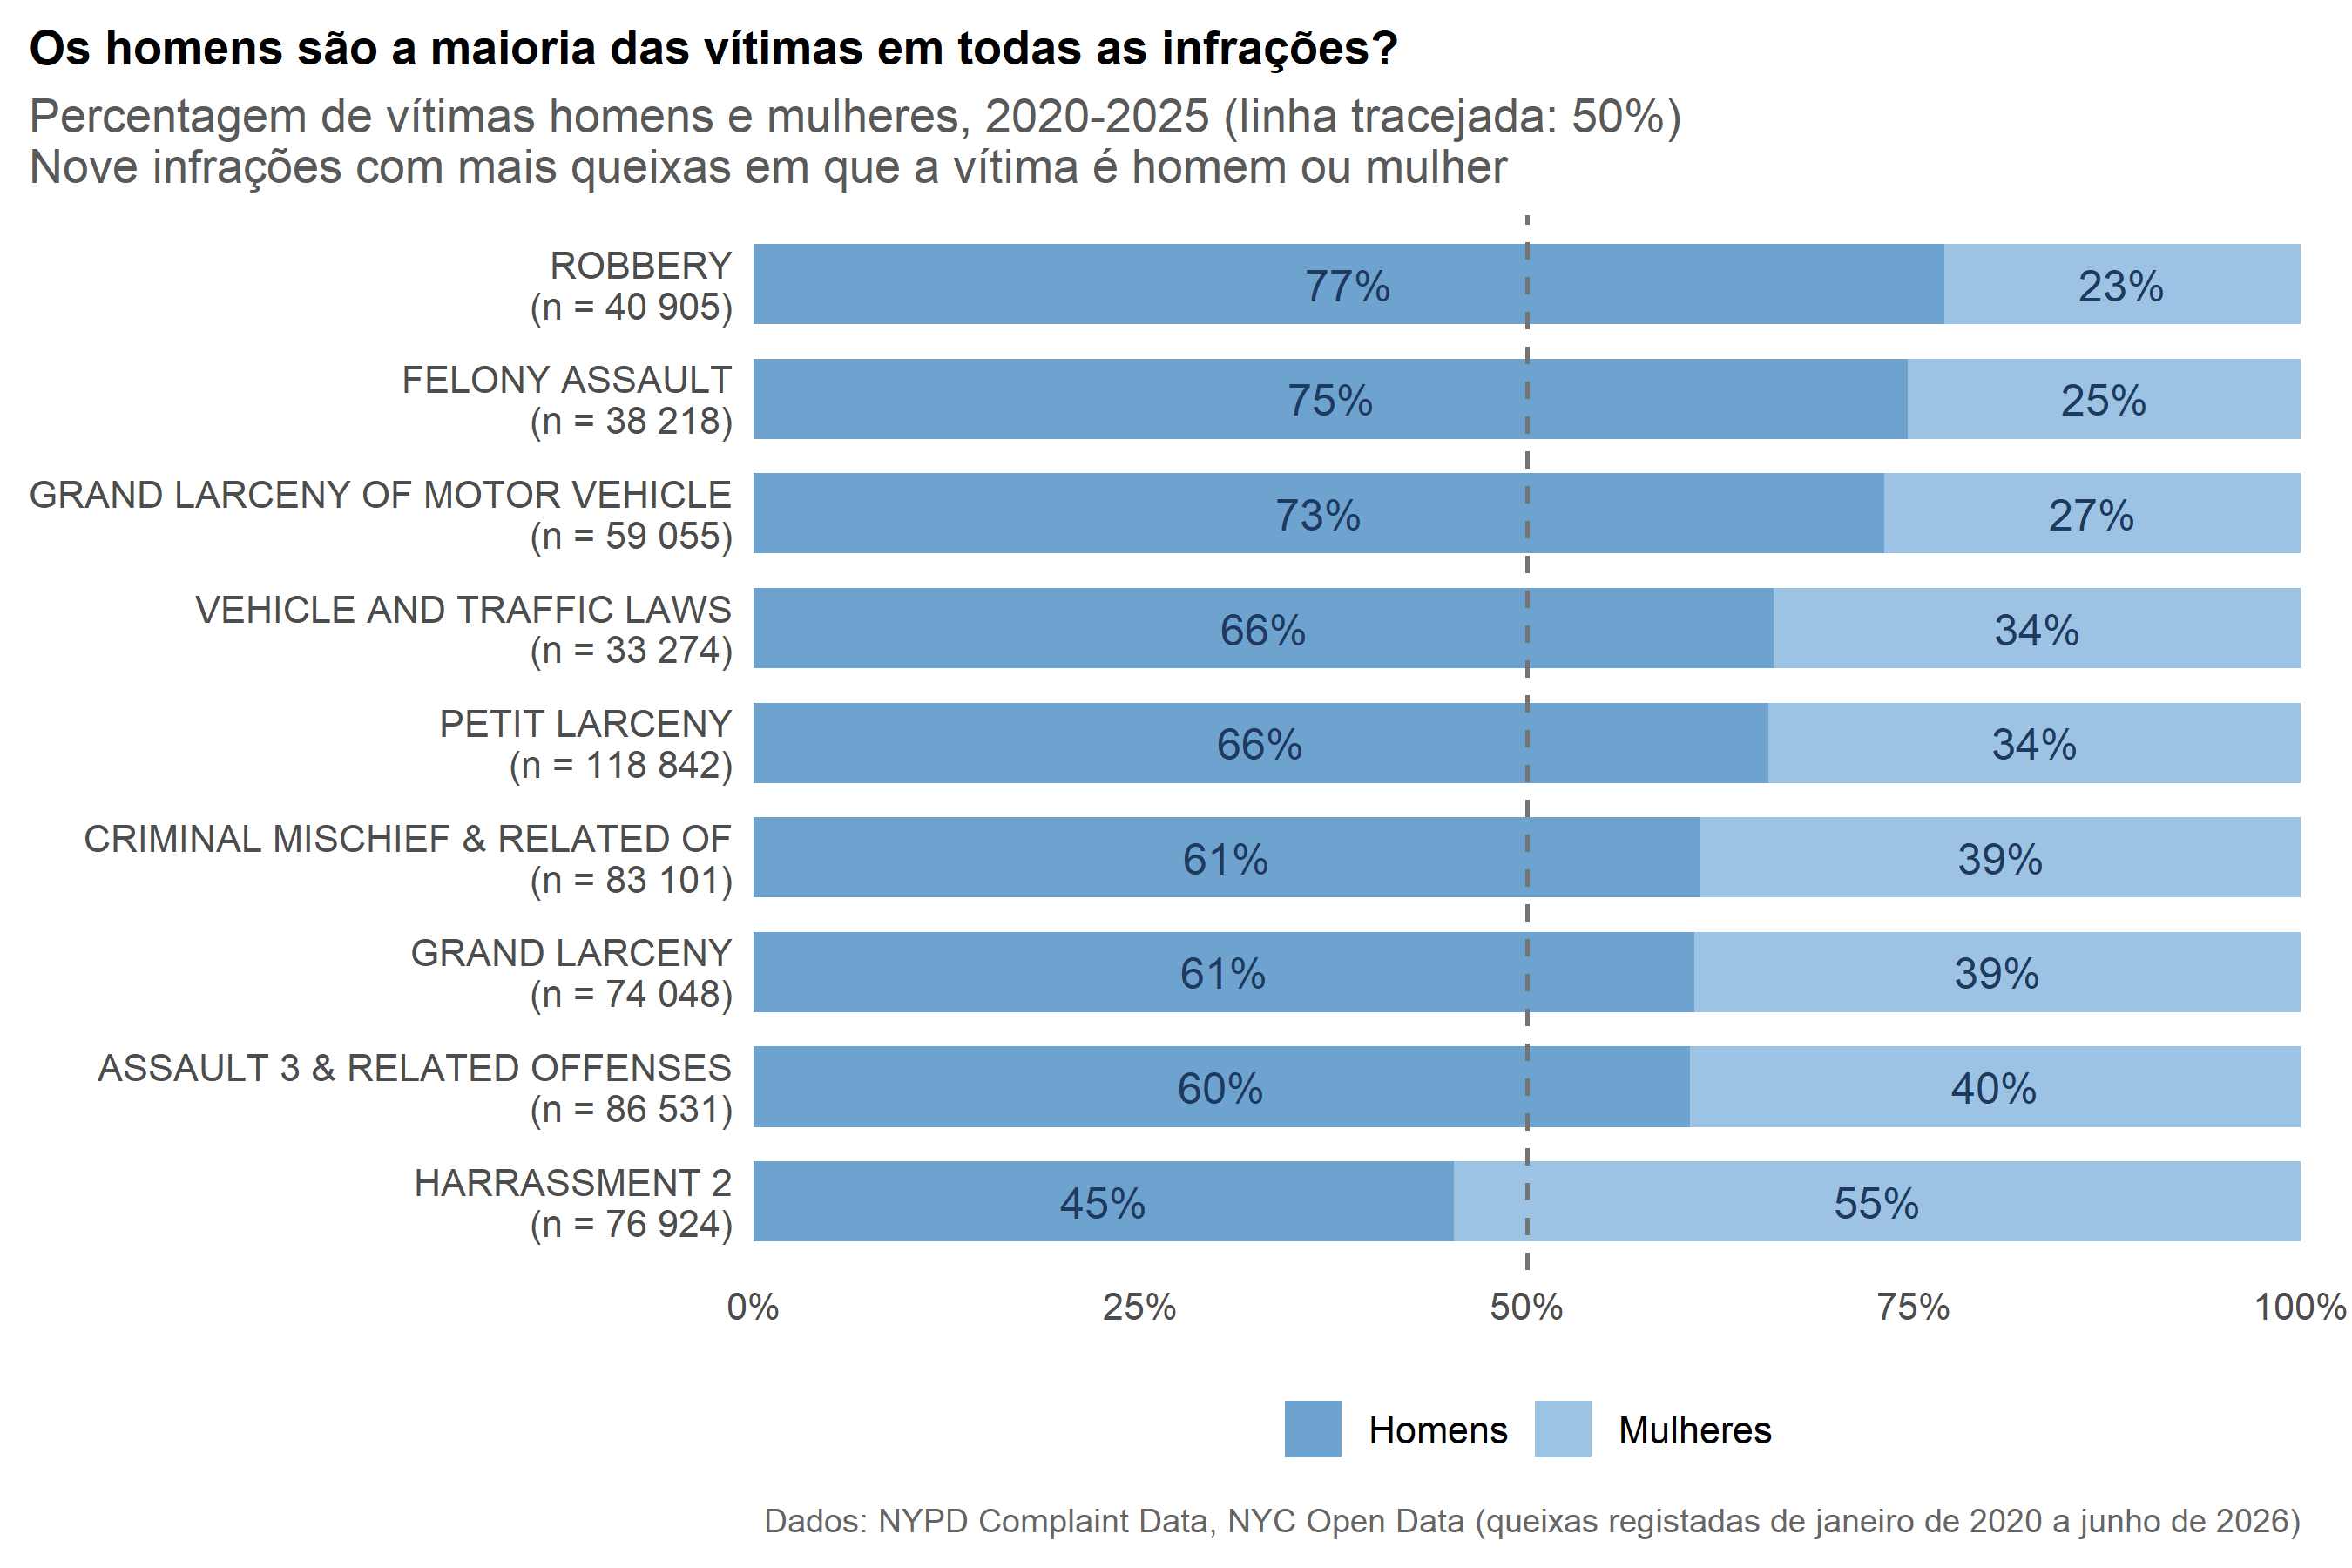 Os homens são a maioria das vítimas em todas as infrações?
Percentagem de vítimas homens e mulheres, 2020-2025 (linha tracejada: 50%)
Nove infrações com mais queixas em que a vítima é homem ou mulher
ROBBERY
(n = 40 905)
77%
23%
FELONY ASSAULT
(n = 38 218)
75%
25%
GRAND LARCENY OF MOTOR VEHICLE
(n = 59 055)
73%
27%
VEHICLE AND TRAFFIC LAWS
(n = 33 274)
66%
34%
PETIT LARCENY
(n = 118 842)
66%
34%
CRIMINAL MISCHIEF & RELATED OF
(n = 83 101)
61%
39%
GRAND LARCENY
(n = 74 048)
61%
39%
ASSAULT 3 & RELATED OFFENSES
(n = 86 531)
60%
40%
HARRASSMENT 2
(n = 76 924)
45%
55%
0% 25% 50% 75% 100%
Homens Mulheres
Dados: NYPD Complaint Data, NYC Open Data (queixas registadas de janeiro de 2020 a junho de 2026)